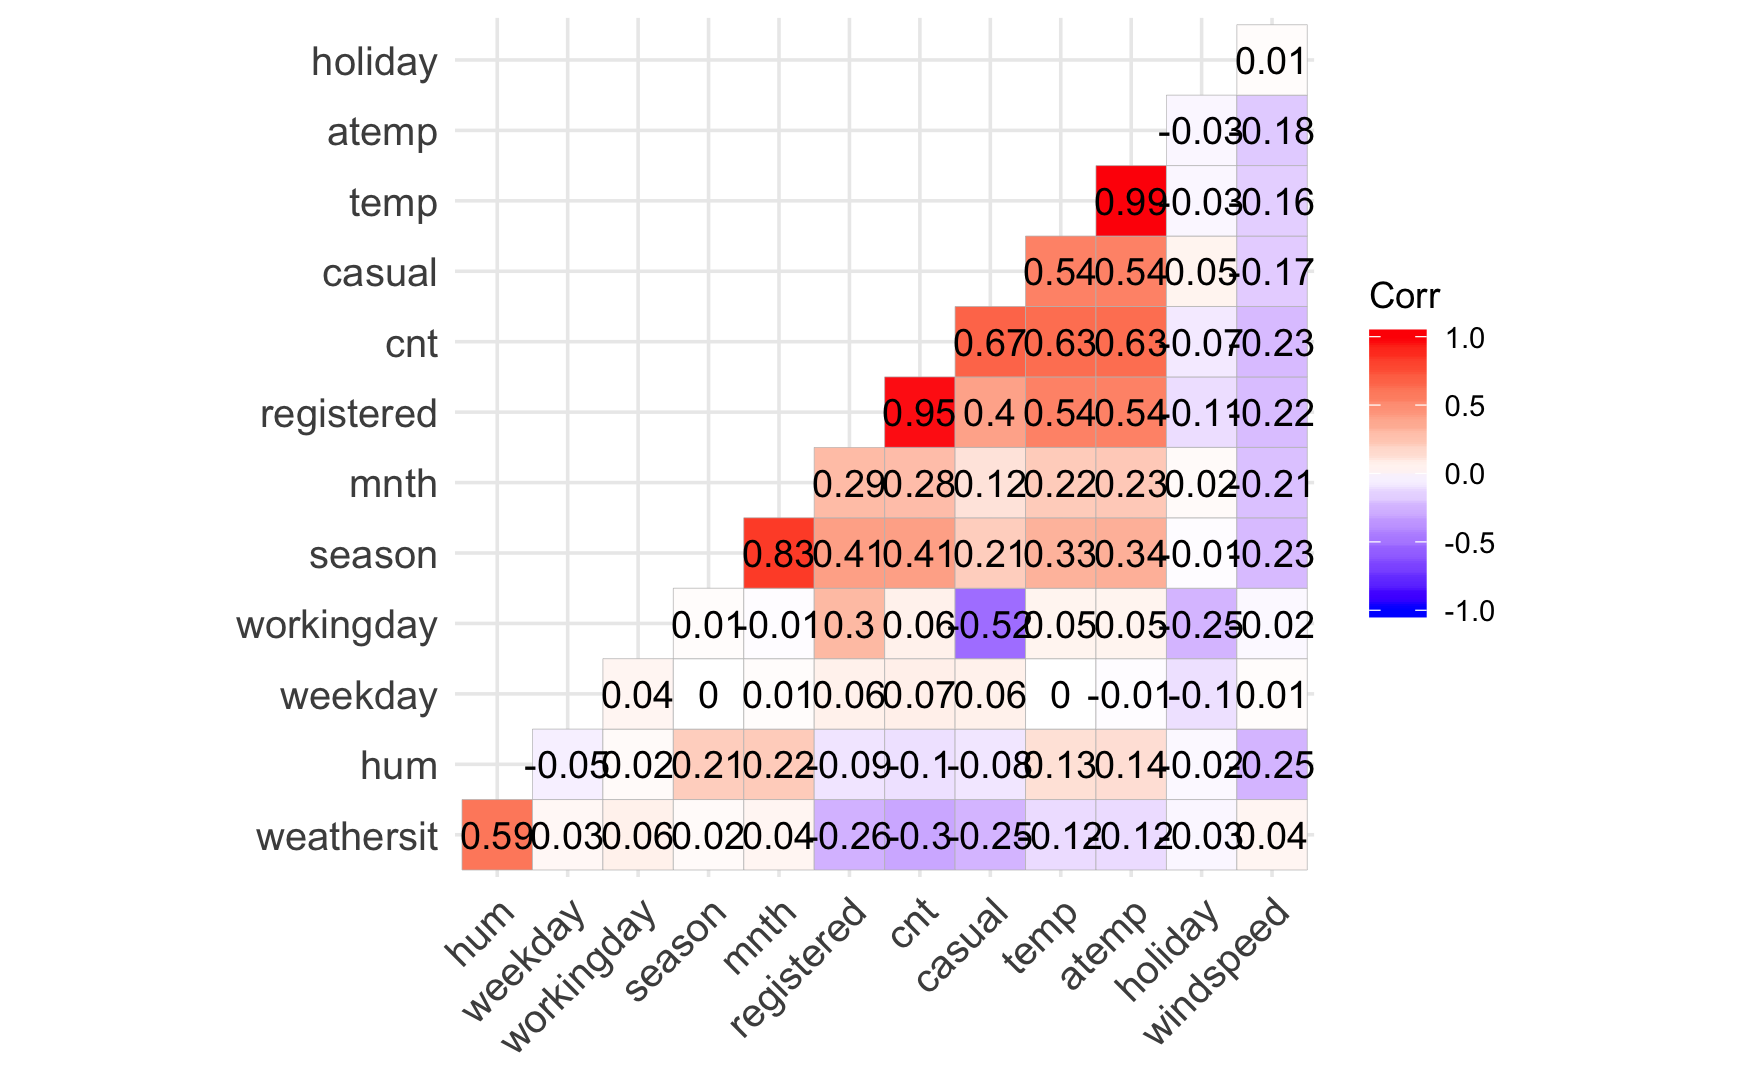 holiday 0.01
atemp -0.03 -0.18
temp 0.99 -0.03 -0.16
casual 0.54 0.54 0.05 -0.17
cnt 0.67 0.63 0.63 -0.07 -0.23
registered 0.95 0.4 0.54 0.54 -0.11 -0.22
mnth 0.29 0.28 0.12 0.22 0.23 0.02 -0.21
season 0.83 0.41 0.41 0.21 0.33 0.34 -0.01 -0.23
workingday 0.01 -0.01 0.3 0.06 -0.52 0.05 0.05 -0.25 -0.02
weekday 0.04 0 0.01 0.06 0.07 0.06 0 -0.01 -0.1 0.01
hum -0.05 0.02 0.21 0.22 -0.09 -0.1 -0.08 0.13 0.14 -0.02 -0.25
weathersit 0.59 0.03 0.06 0.02 0.04 -0.26 -0.3 -0.25 -0.12 -0.12 -0.03 0.04
hum weekday workingday season mnth registered cnt casual temp atemp holiday windspeed
Corr
1.0
0.5
0.0
-0.5
-1.0